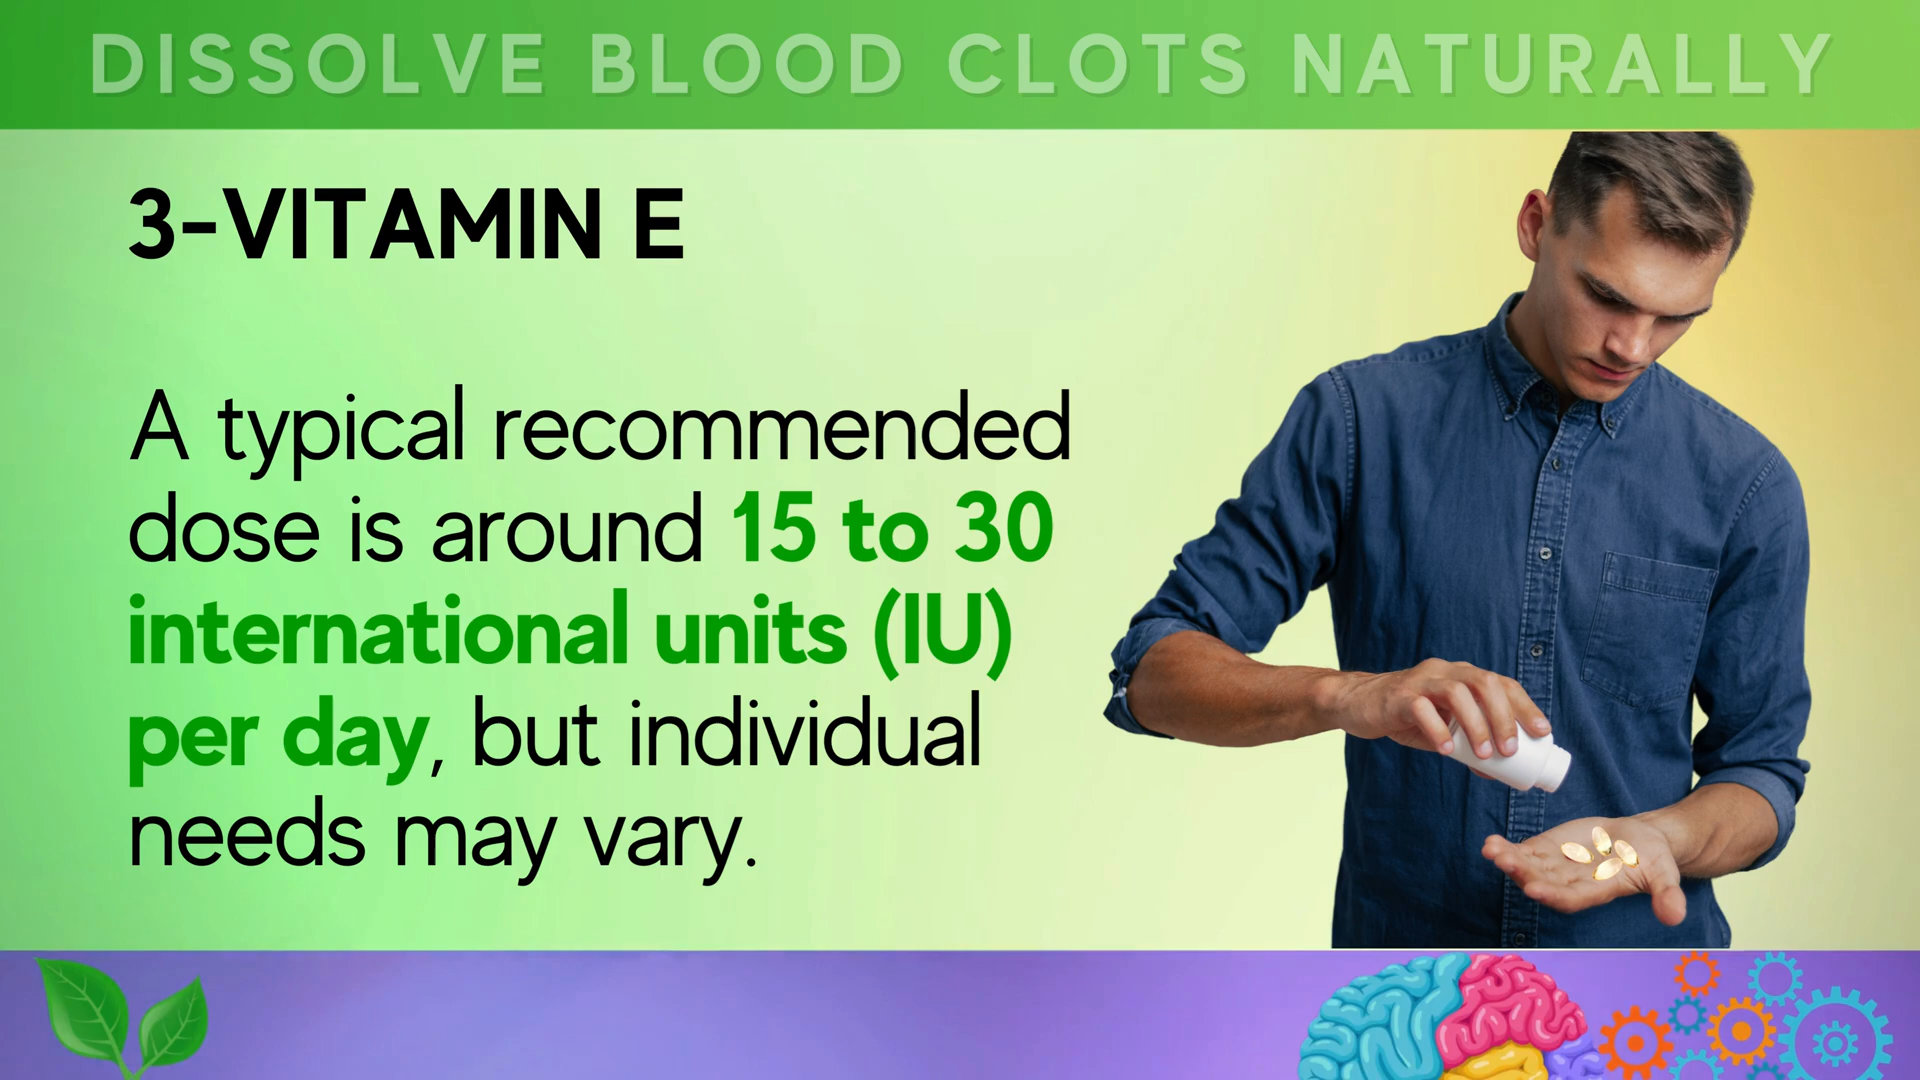 DISSOLVE BLOOD CLOTS NATURALLY
3-VITAMIN E
A typical recommended
dose is around 15 to 30
international units (IU)
per day, but individual
needs may vary.